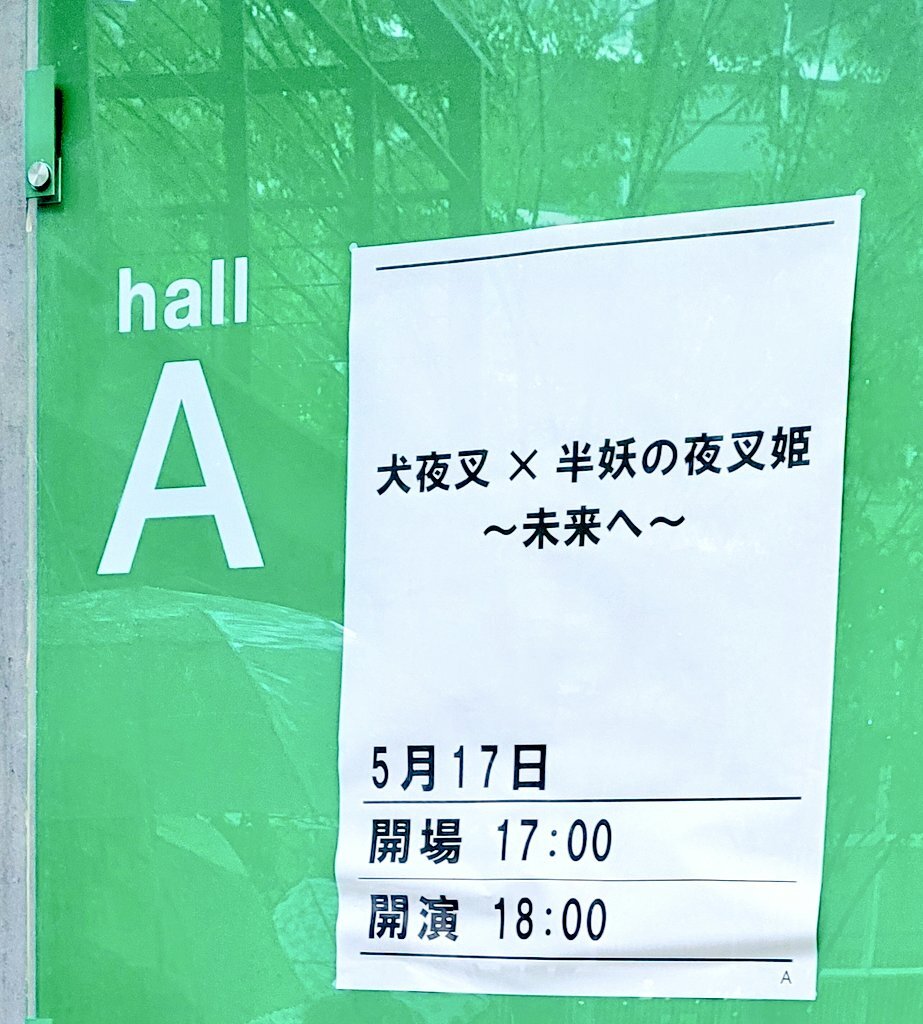 hall
A
犬夜叉 × 半妖の夜叉姫
～未来へ～
5月17日
開場 17:00
開演 18:00
A